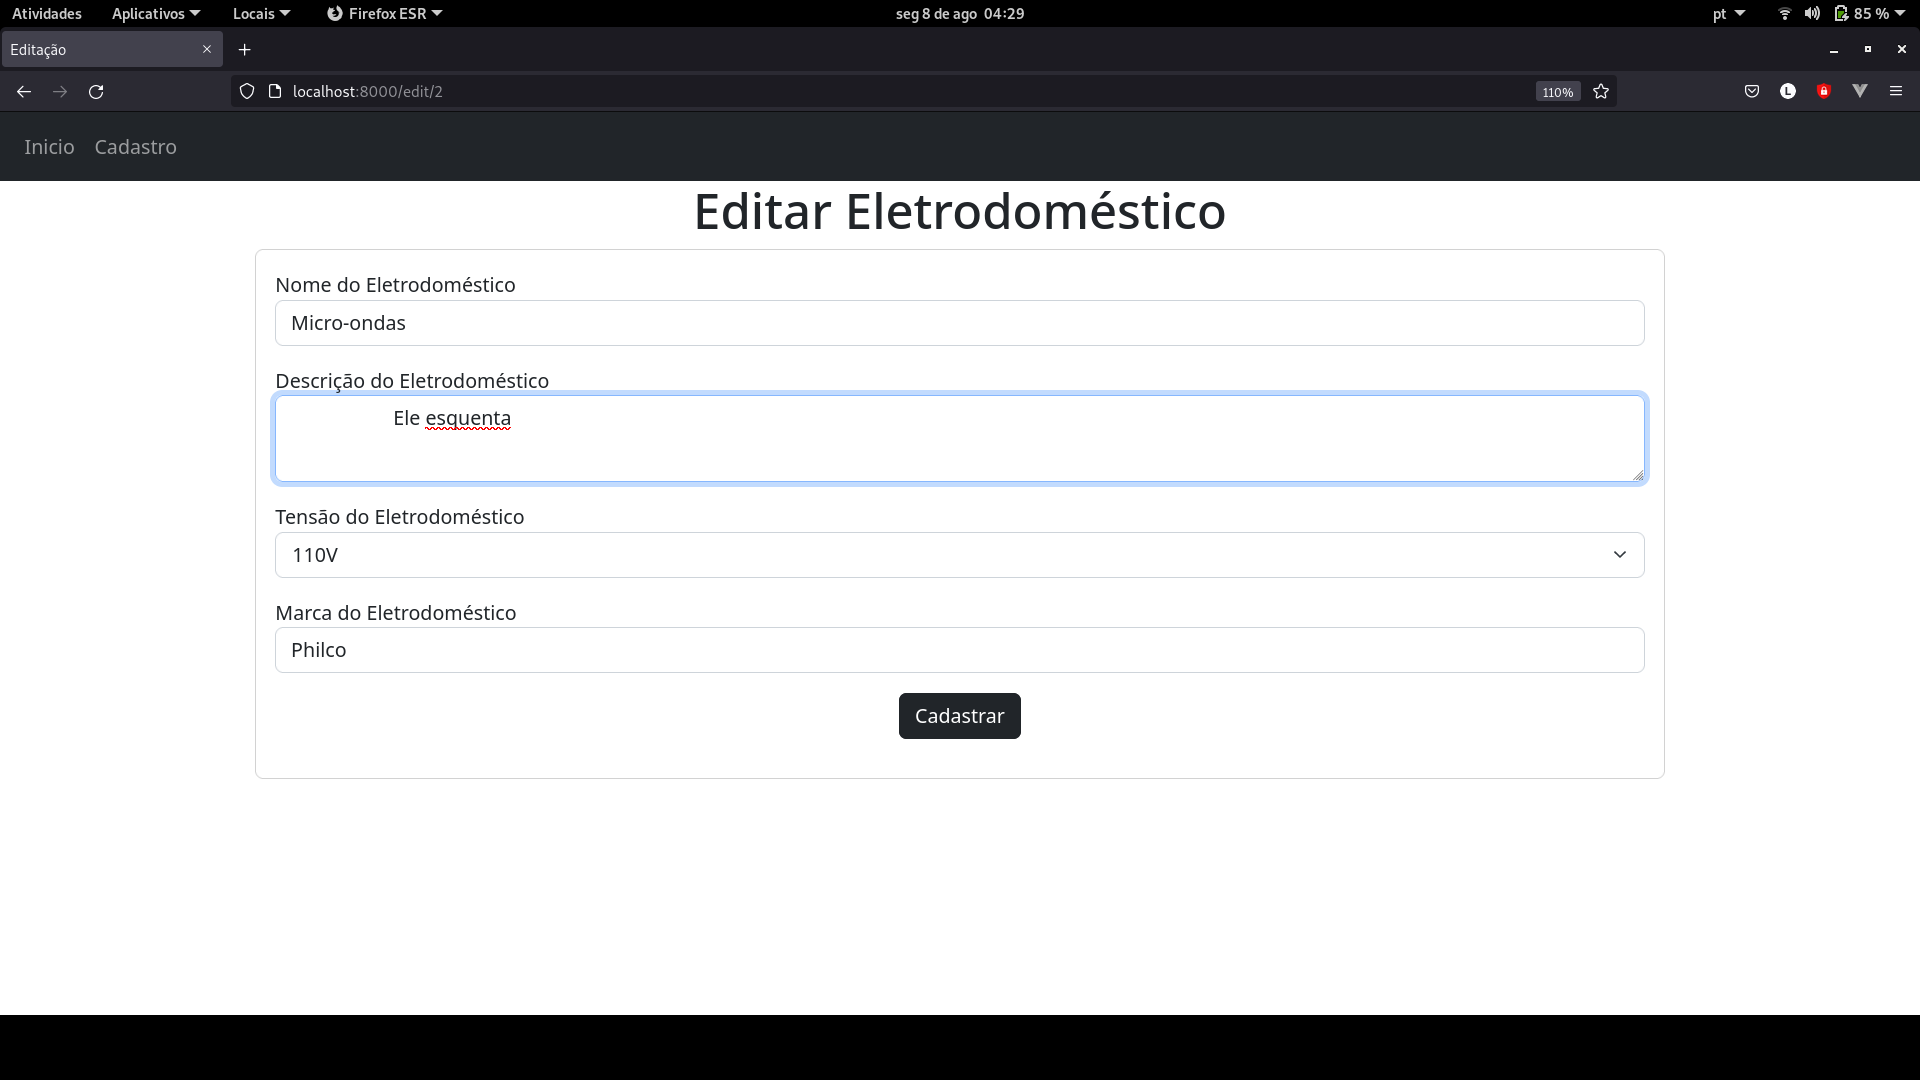 Atividades Aplicativos Locais Firefox ESR seg 8 de ago 04:29 pt 85 %
Editação
localhost:8000/edit/2 110% L
Inicio Cadastro
Editar Eletrodoméstico
Nome do Eletrodoméstico
Micro-ondas
Descrição do Eletrodoméstico
Ele esquenta
Tensão do Eletrodoméstico
110V
Marca do Eletrodoméstico
Philco
Cadastrar